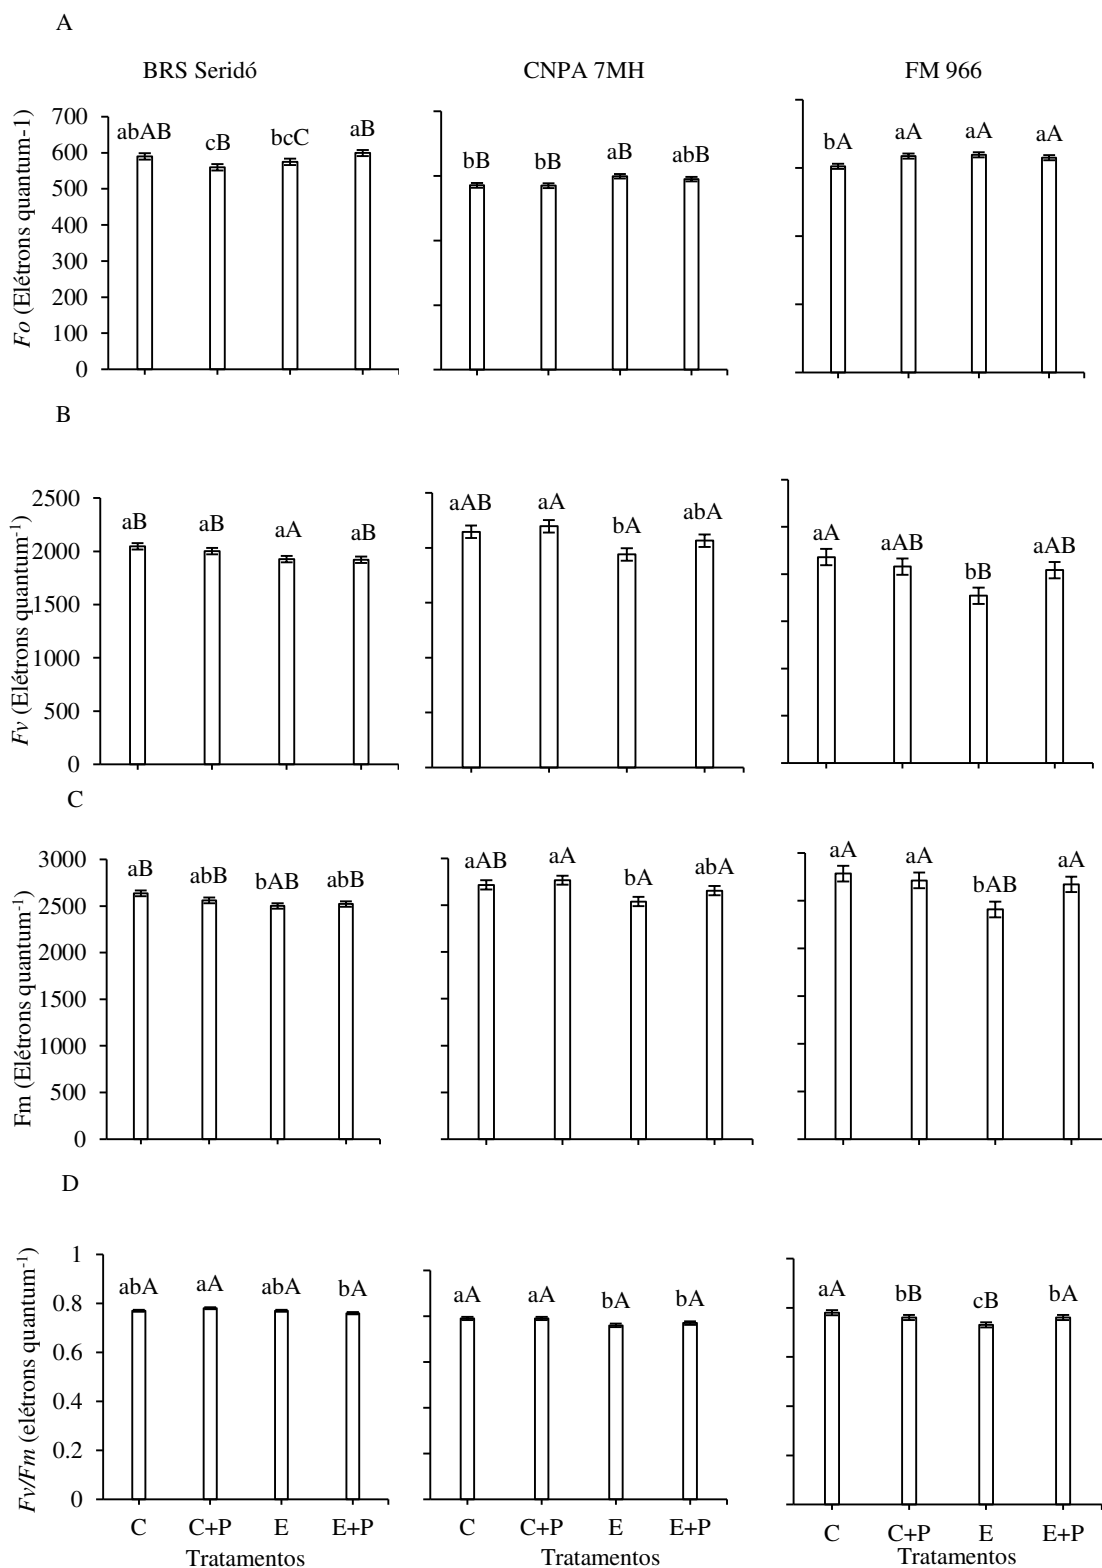 A
BRS Seridó CNPA 7MH FM 966
Fo (Elétrons quantum-1)
700
600
500
400
300
200
100
0
abAB cB bcC aB
bB bB aB abB
bA aA aA aA
B
Fv (Elétrons quantum-1)
2500
2000
1500
1000
500
0
aB aB aA aB
aAB aA bA abA
aA aAB bB aAB
C
Fm (Elétrons quantum-1)
3000
2500
2000
1500
1000
500
0
aB abB bAB abB
aAB aA bA abA
aA aA bAB aA
D
Fv/Fm (elétrons quantum-1)
1
0.8
0.6
0.4
0.2
0
abA aA abA bA
aA aA bA bA
aA bB cB bA
C C+P E E+P
C C+P E E+P
C C+P E E+P
Tratamentos Tratamentos Tratamentos